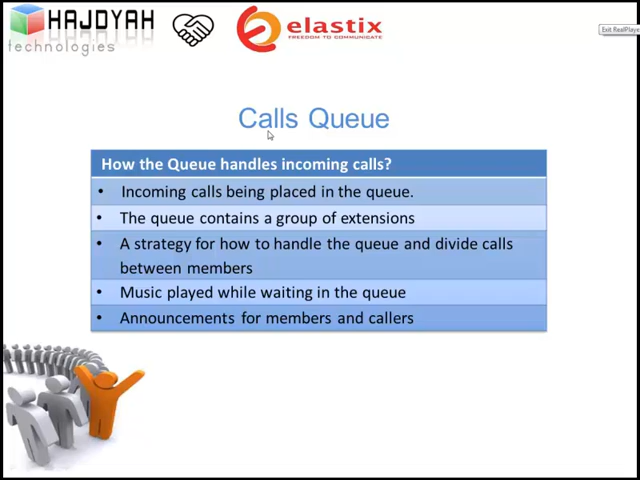 HAJDYAH
technologies
elastix
FREEDOM TO COMMUNICATE
Exit RealPlaye
Calls Queue
How the Queue handles incoming calls?
• Incoming calls being placed in the queue.
• The queue contains a group of extensions
• A strategy for how to handle the queue and divide calls
between members
• Music played while waiting in the queue
• Announcements for members and callers